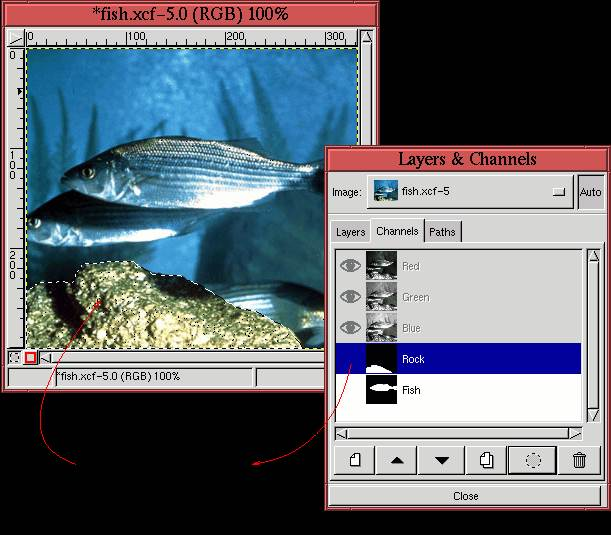 *fish.xcf-5.0 (RGB) 100%
0 100 200 300
0
100
200
*fish.xcf-5.0 (RGB) 100%
Layers & Channels
Image: fish.xcf-5 Auto
Layers Channels Paths
Red
Green
Blue
Rock
Fish
Close